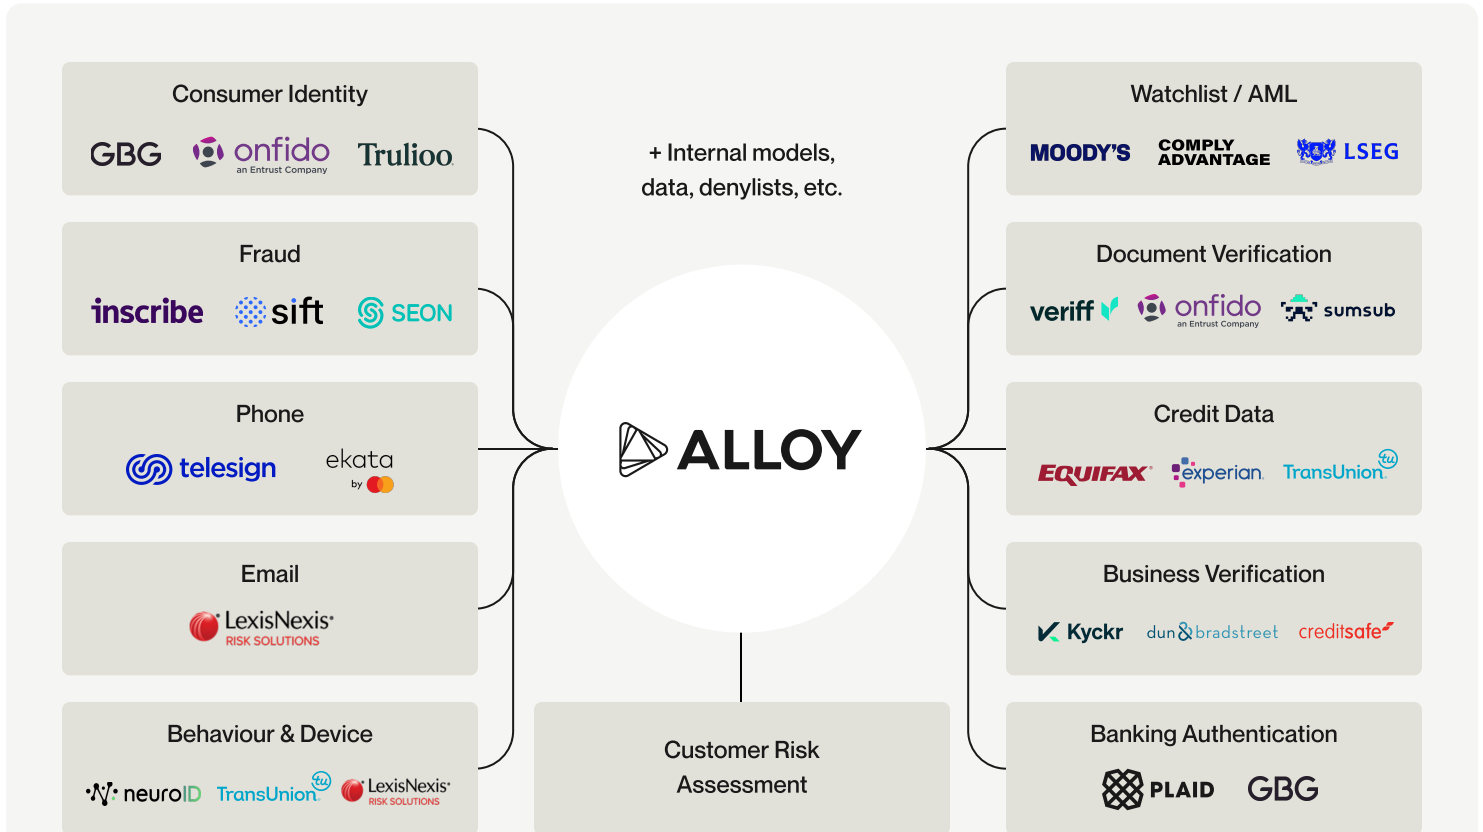 Consumer Identity
GBG
onfido
an Entrust Company
Trulioo
Fraud
inscribe
sift
SEON
Phone
telesign
ekata
by
Email
LexisNexis®
RISK SOLUTIONS
Behaviour & Device
neuroID
TransUnion®
tu
LexisNexis®
RISK SOLUTIONS
+ Internal models,
data, denylists, etc.
ALLOY
Customer Risk
Assessment
Watchlist / AML
MOODY'S
COMPLY
ADVANTAGE
LSEG
Document Verification
veriff
onfido
an Entrust Company
sumsub
Credit Data
EQUIFAX®
experian.
TransUnion®
tu
Business Verification
Kyckr
dun & bradstreet
creditsafe
Banking Authentication
PLAID
GBG